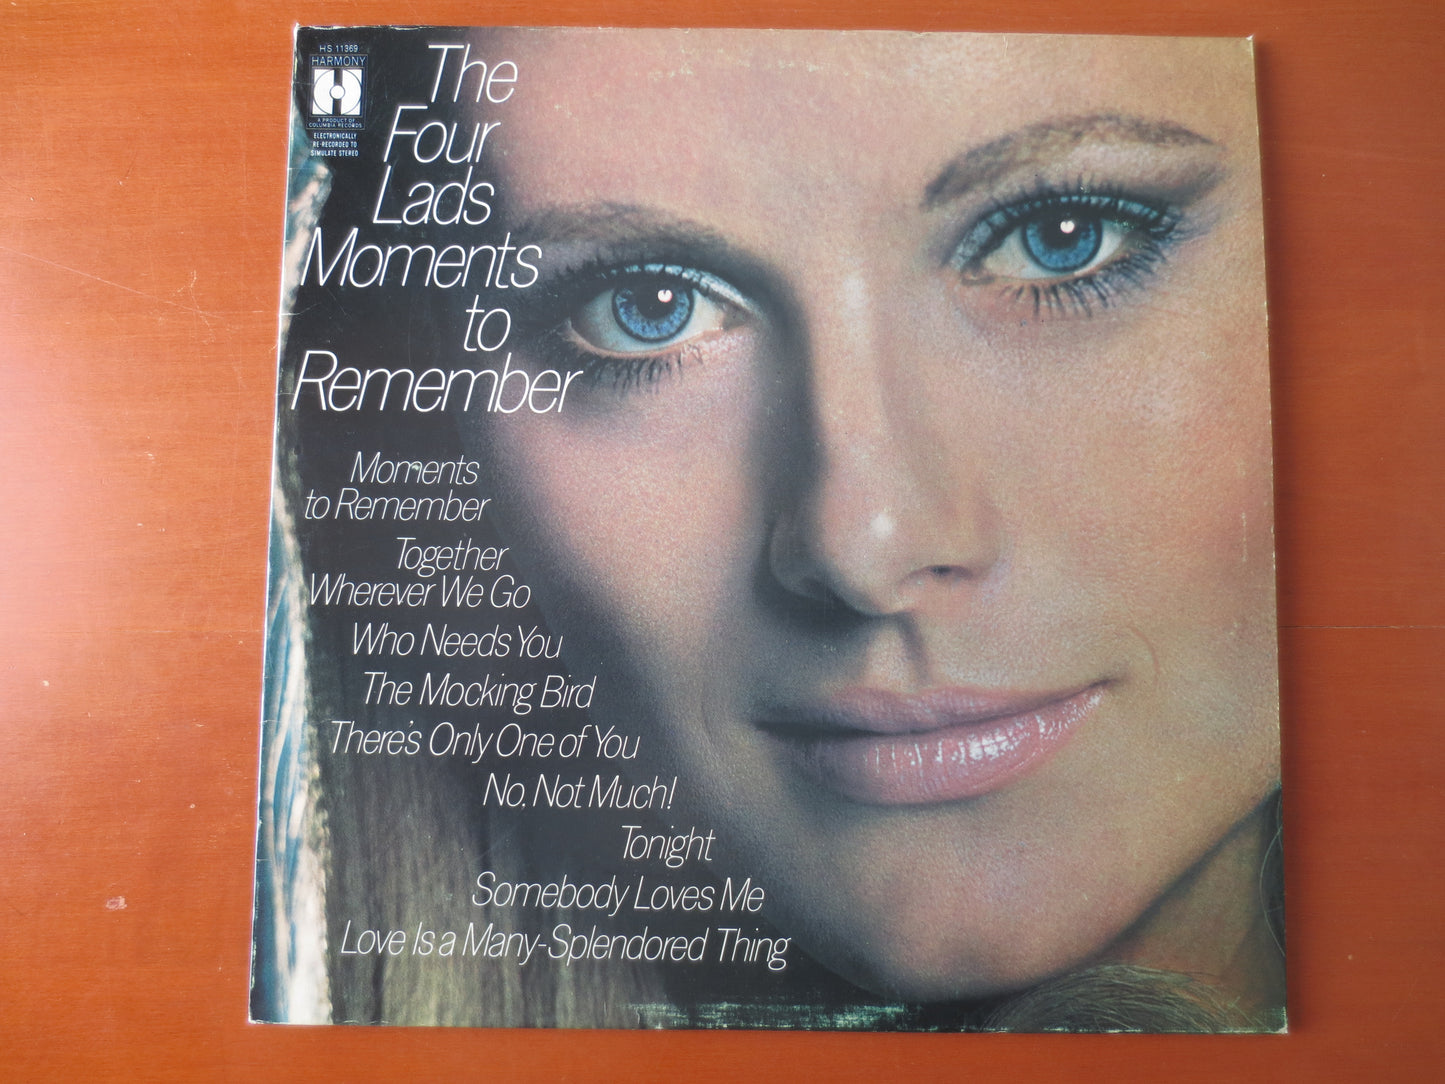 HS 11369
HARMONY
H
A PRODUCT OF
COLUMBIA RECORDS
ELECTRONICALLY
RE-RECORDED TO
SIMULATE STEREO
The
Four
Lads
Moments
to
Remember
Moments
to Remember
Together
Wherever We Go
Who Needs You
The Mocking Bird
There's Only One of You
No, Not Much!
Tonight
Somebody Loves Me
Love Is a Many-Splendored Thing